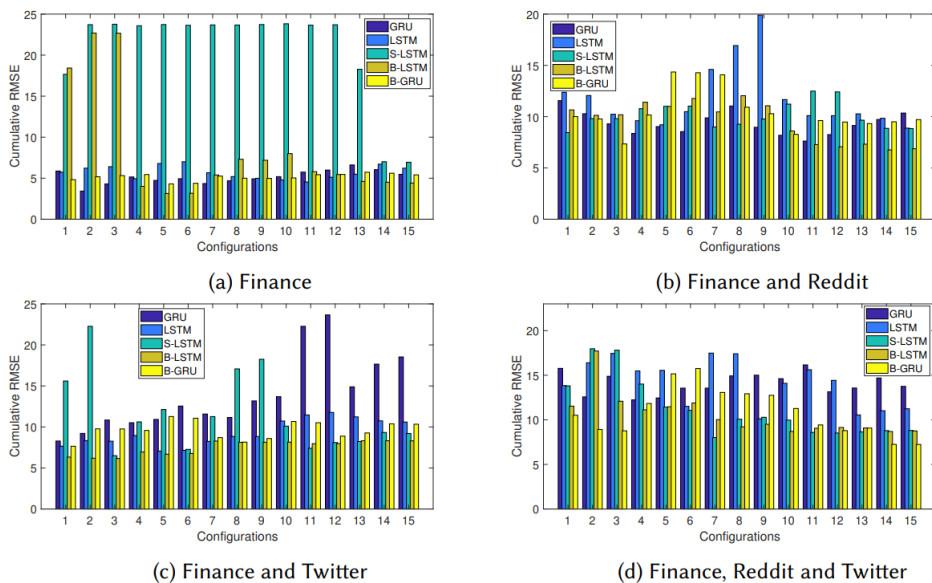 25
20
15
10
5
0
Cumulative RMSE
GRU
LSTM
S-LSTM
B-LSTM
B-GRU
1 2 3 4 5 6 7 8 9 10 11 12 13 14 15
Configurations
(a) Finance
20
15
10
5
0
Cumulative RMSE
GRU
LSTM
S-LSTM
B-LSTM
B-GRU
1 2 3 4 5 6 7 8 9 10 11 12 13 14 15
Configurations
(b) Finance and Reddit
25
20
15
10
5
0
Cumulative RMSE
GRU
LSTM
S-LSTM
B-LSTM
B-GRU
1 2 3 4 5 6 7 8 9 10 11 12 13 14 15
Configurations
(c) Finance and Twitter
20
15
10
5
0
Cumulative RMSE
GRU
LSTM
S-LSTM
B-LSTM
B-GRU
1 2 3 4 5 6 7 8 9 10 11 12 13 14 15
Configurations
(d) Finance, Reddit and Twitter